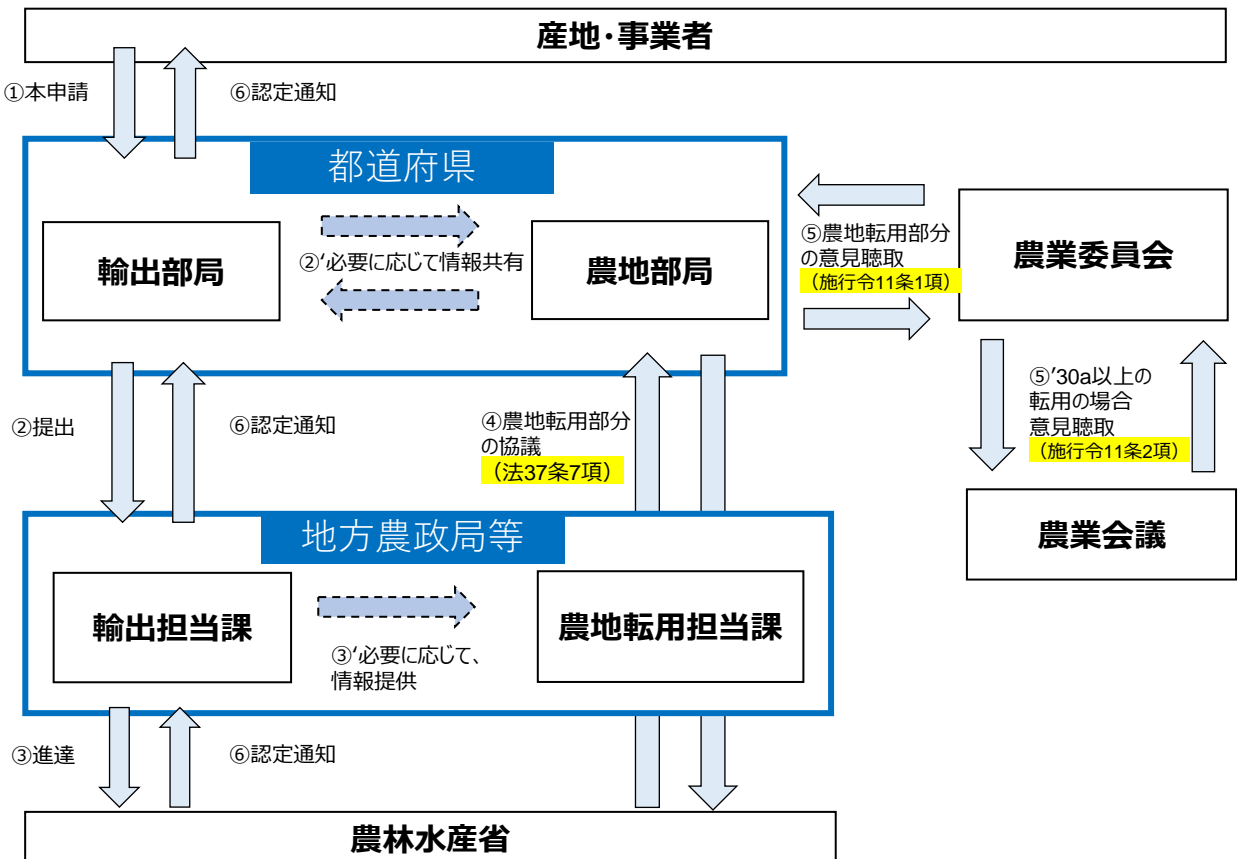 産地･事業者
①本申請
⑥認定通知
都道府県
輸出部局
②‘必要に応じて情報共有
農地部局
⑤農地転用部分
の意見聴取
（施行令11条1項）
農業委員会
⑤′30a以上の
転用の場合
意見聴取
（施行令11条2項）
農業会議
②提出
⑥認定通知
④農地転用部分
の協議
（法37条7項）
地方農政局等
輸出担当課
③‘必要に応じて、
情報提供
農地転用担当課
③進達
⑥認定通知
農林水産省